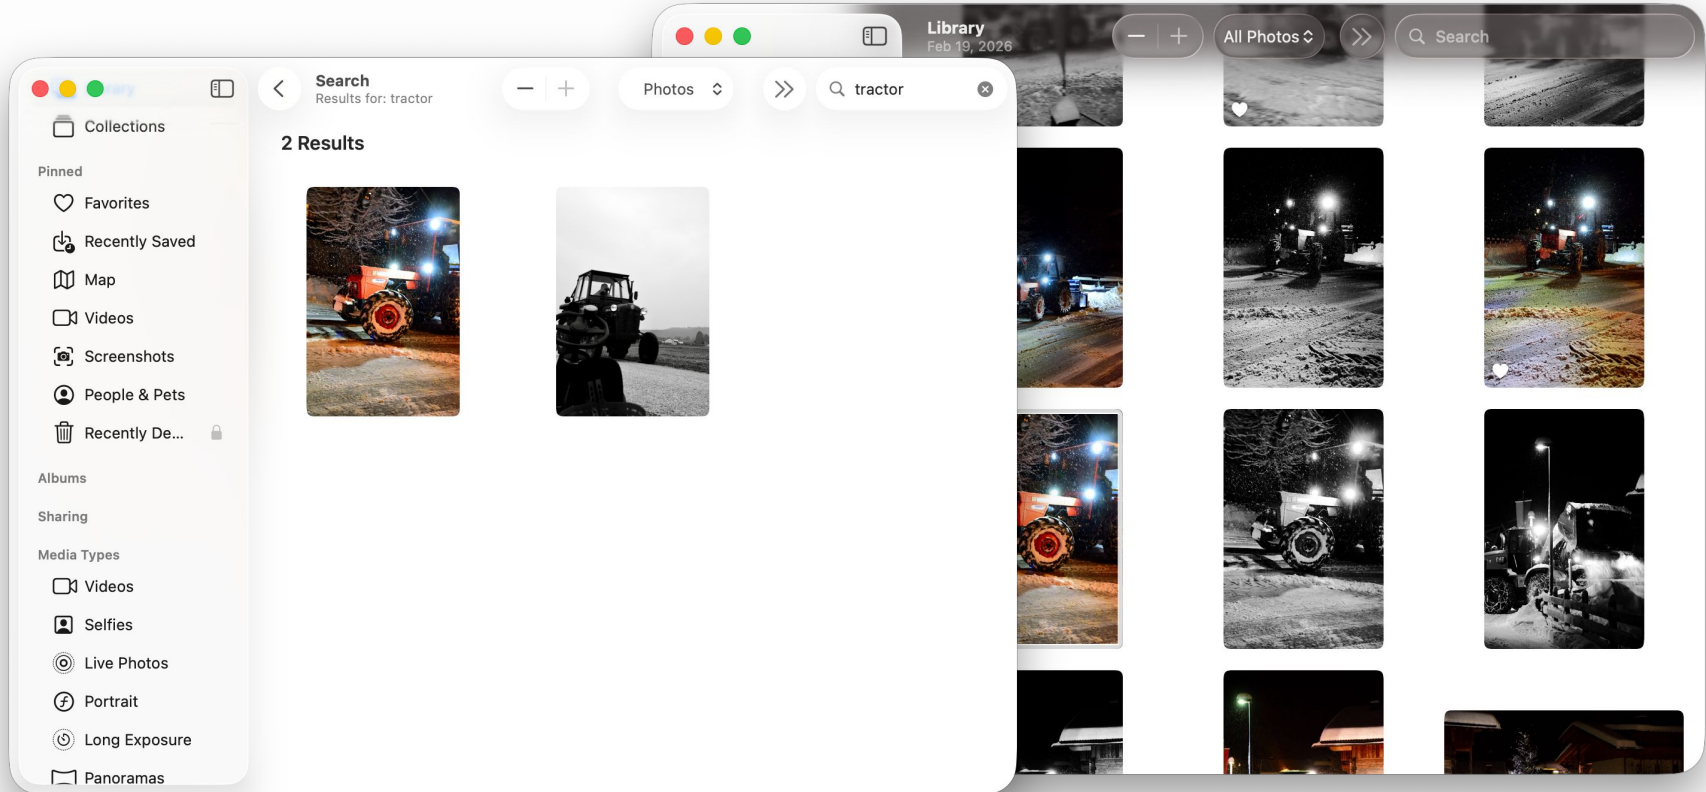 Library
Feb 19, 2026
All Photos
Search
Search
Results for: tractor
Photos
tractor
2 Results
Collections
Pinned
Favorites
Recently Saved
Map
Videos
Screenshots
People & Pets
Recently De...
Albums
Sharing
Media Types
Videos
Selfies
Live Photos
Portrait
Long Exposure
Panoramas